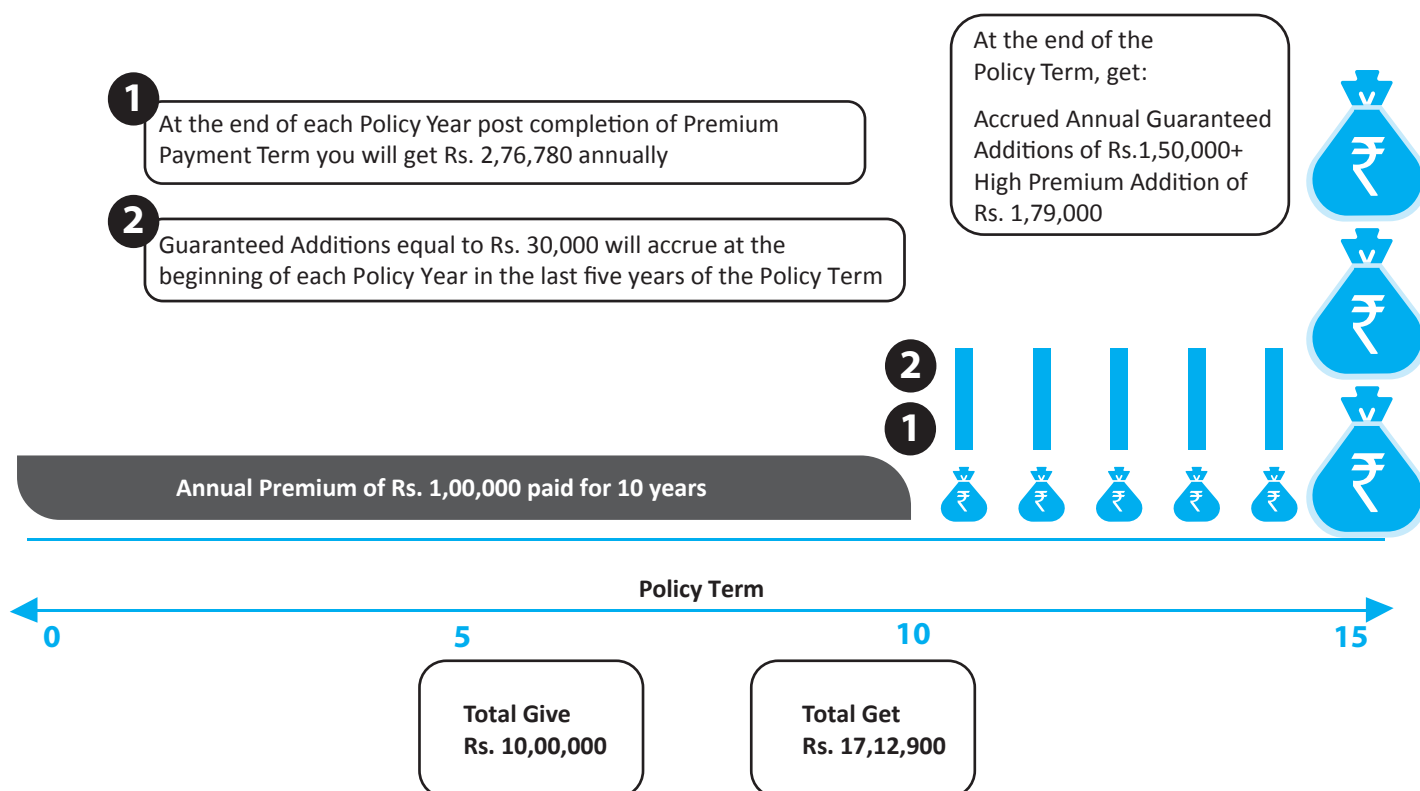 1
At the end of each Policy Year post completion of Premium
Payment Term you will get Rs. 2,76,780 annually
2
Guaranteed Additions equal to Rs. 30,000 will accrue at the
beginning of each Policy Year in the last five years of the Policy Term
At the end of the
Policy Term, get:
Accrued Annual Guaranteed
Additions of Rs.1,50,000+
High Premium Addition of
Rs. 1,79,000
₹
₹
₹
2
1
Annual Premium of Rs. 1,00,000 paid for 10 years
₹ ₹ ₹ ₹ ₹
Policy Term
0 5 10 15
Total Give
Rs. 10,00,000
Total Get
Rs. 17,12,900